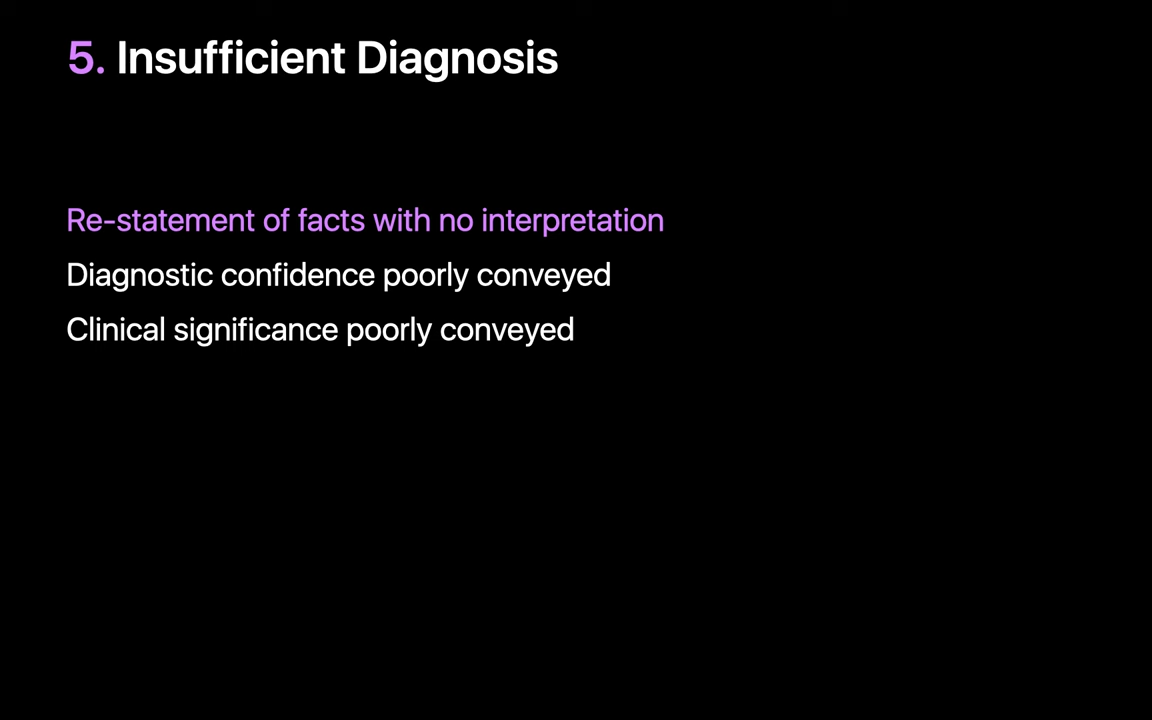 5. Insufficient Diagnosis
Re-statement of facts with no interpretation
Diagnostic confidence poorly conveyed
Clinical significance poorly conveyed